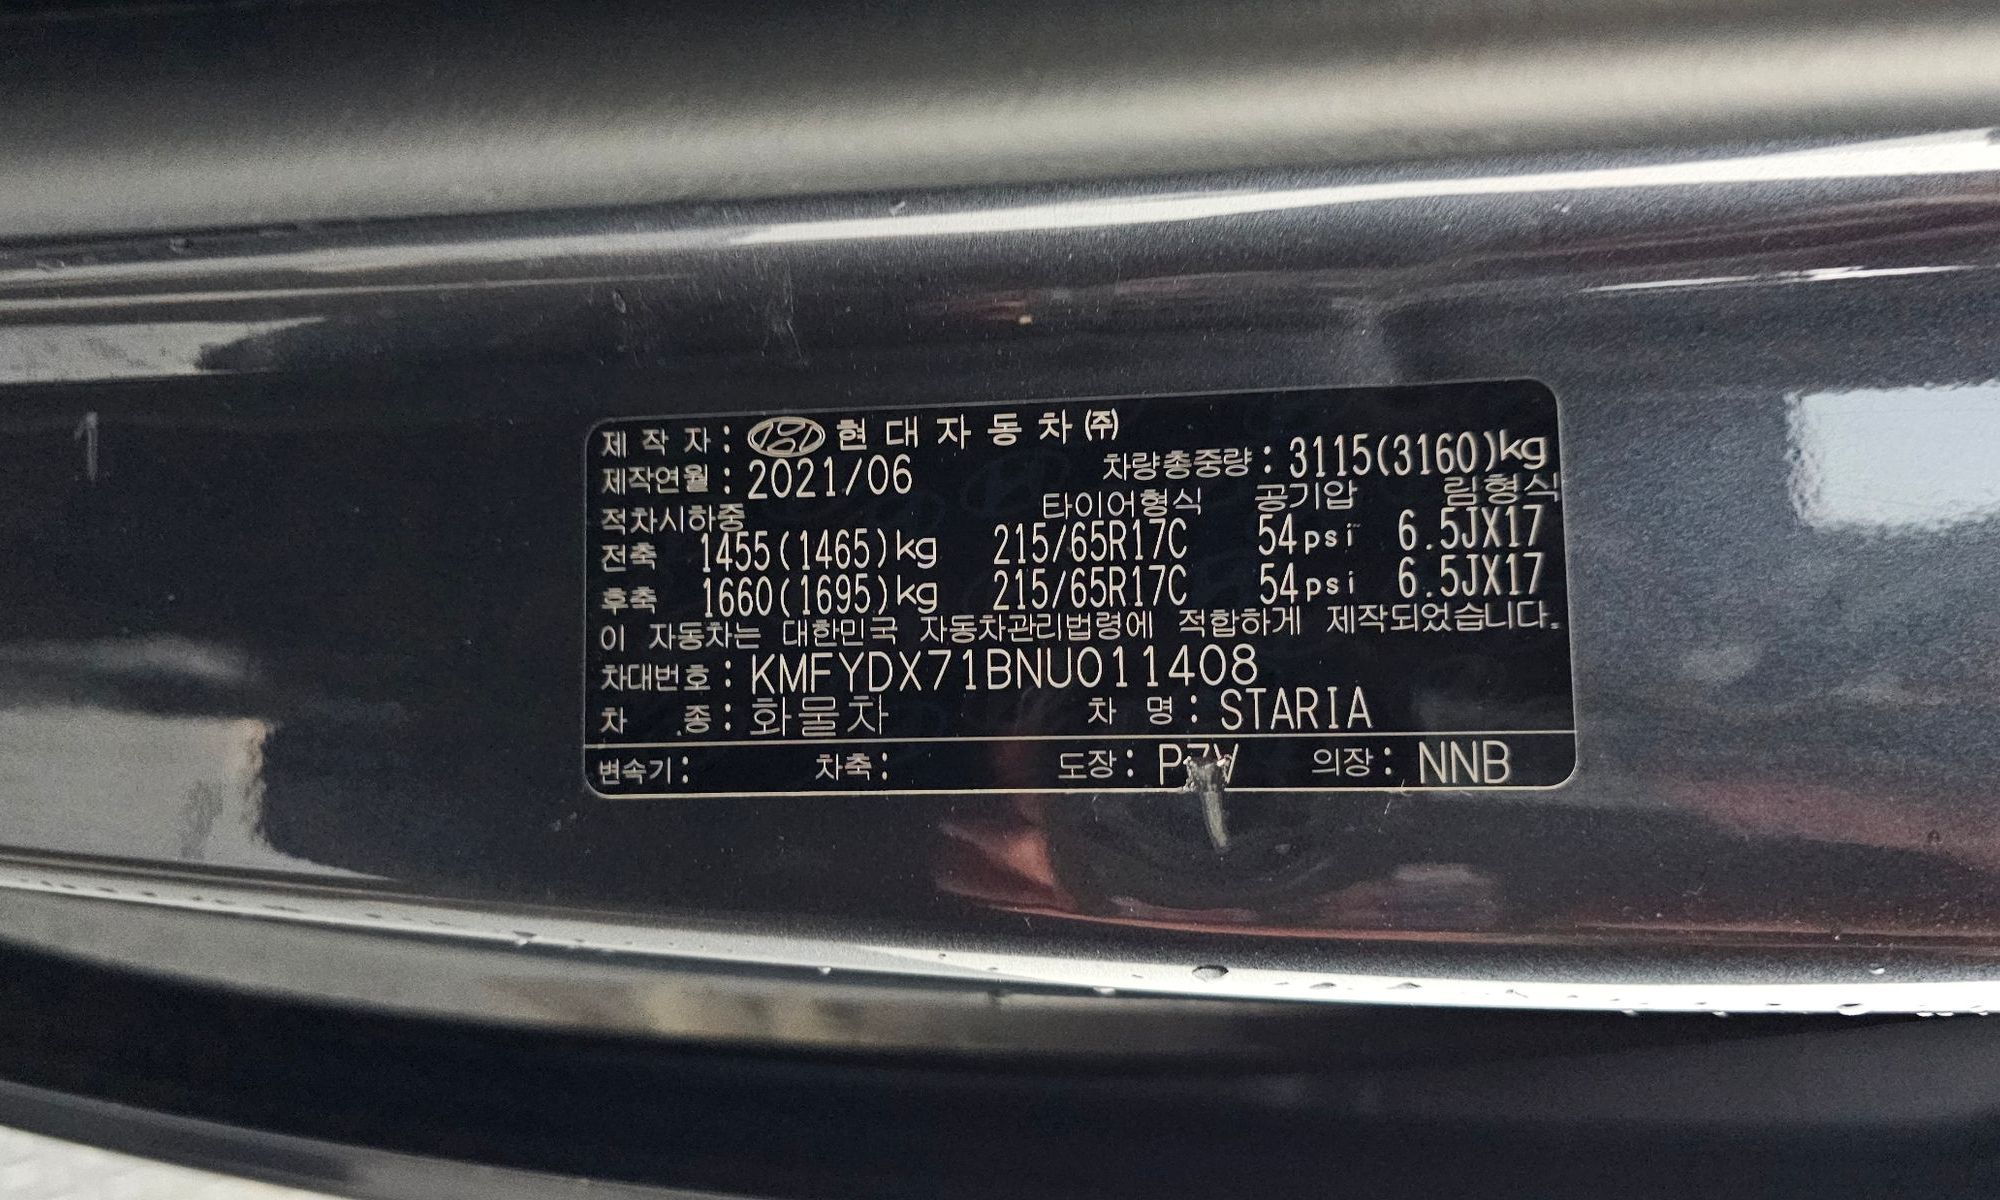 1
제 작 자 : 현 대 자 동 차 (주)
제작연월 : 2021/06 차량총중량 : 3115(3160)kg
적차시하중 타이어형식 공기압 림형식
전축 1455(1465)kg 215/65R17C 54psi 6.5JX17
후축 1660(1695)kg 215/65R17C 54psi 6.5JX17
이 자동차는 대한민국 자동차관리법령에 적합하게 제작되었습니다.
차대번호 : KMFYDX71BNU011408
차 종 : 화물차 차 명 : STARIA
변속기 : 차축 : 도장 : 의장 : NNB